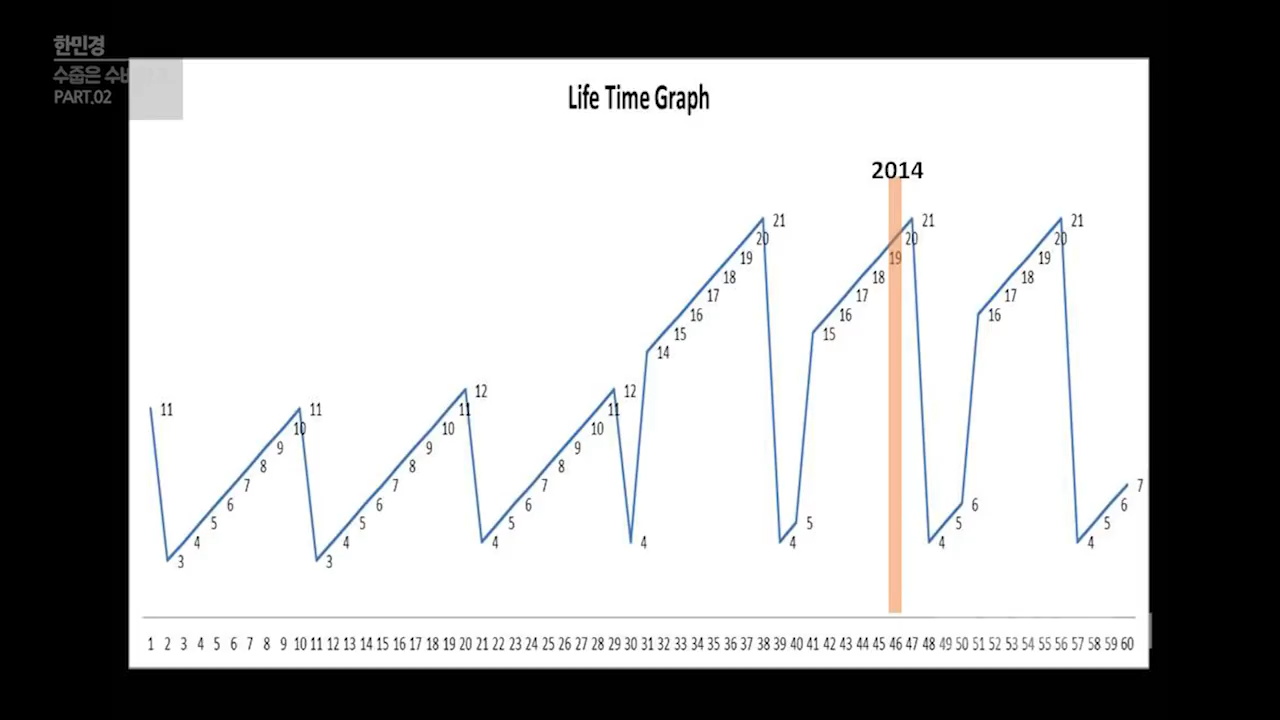 한민경
수줍은
PART.02
Life Time Graph
2014
21 21 21
20 20 20
19 19 19
18 18 18
17 17 17
16 16 16
15 15
14
12 12
11 11 11 11
10 10 10
9 9 9
8 8 8
7 7 7 7
6 6 6 6 6
5 5 5 5 5 5
4 4 4 4 4 4 4
3 3
1 2 3 4 5 6 7 8 9 10 11 12 13 14 15 16 17 18 19 20 21 22 23 24 25 26 27 28 29 30 31 32 33 34 35 36 37 38 39 40 41 42 43 44 45 46 47 48 49 50 51 52 53 54 55 56 57 58 59 60